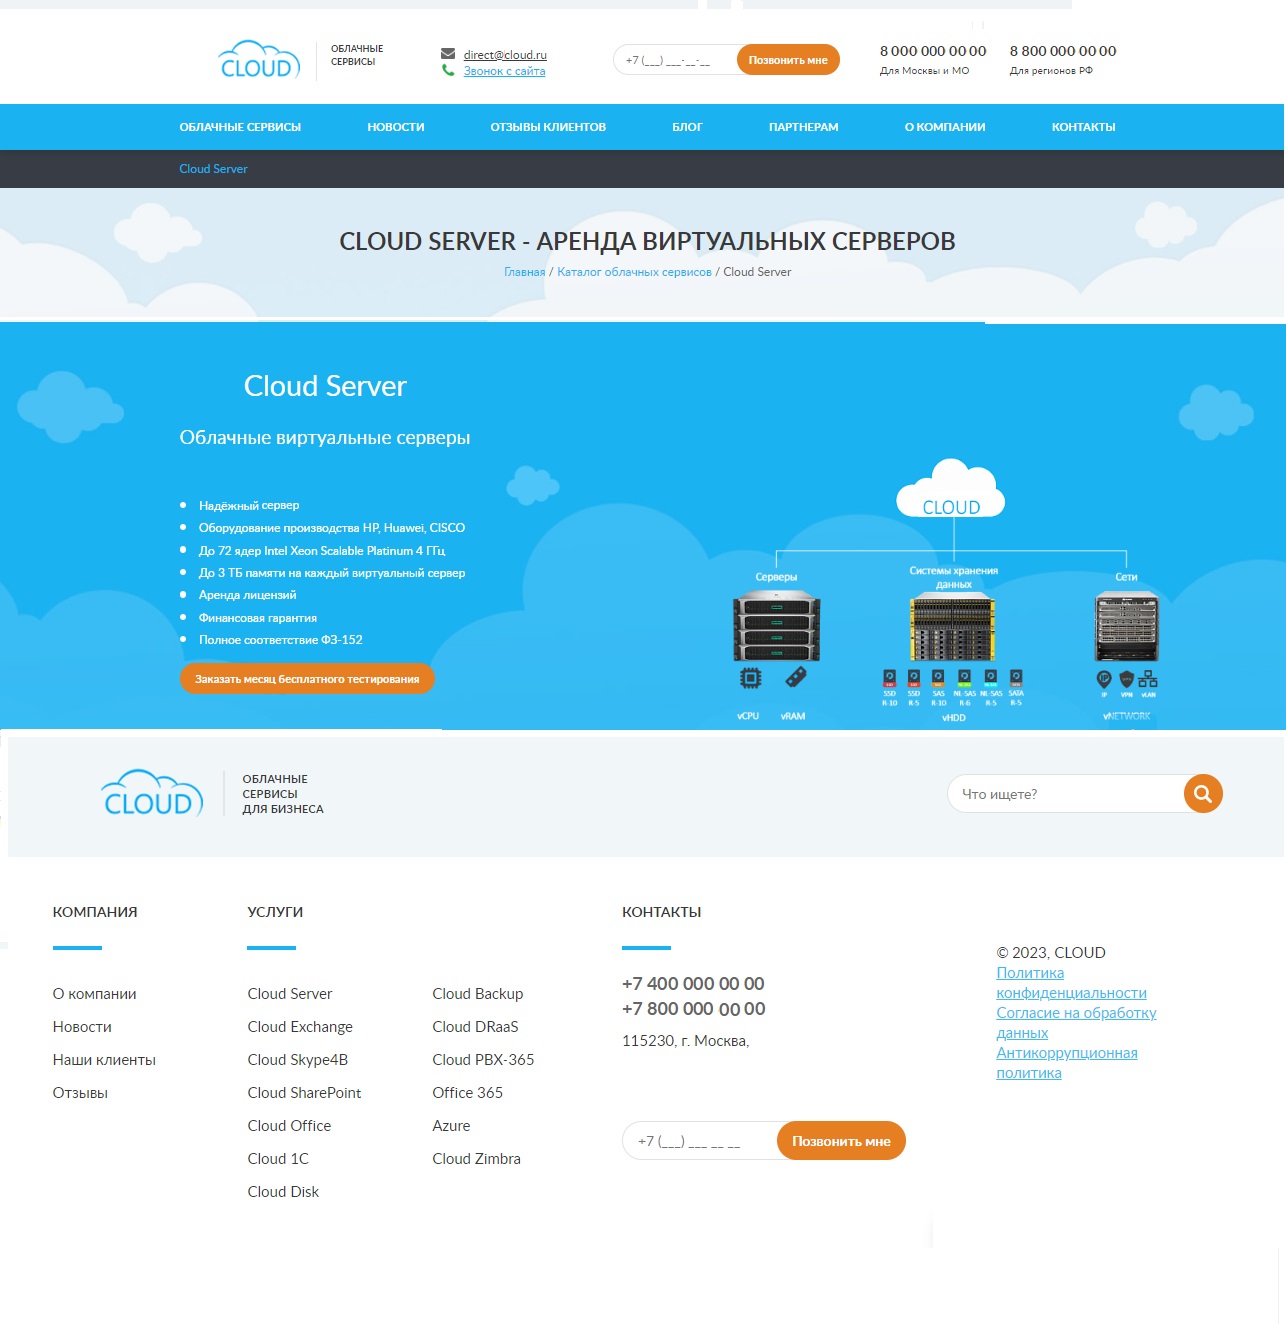 CLOUD
ОБЛАЧНЫЕ
СЕРВИСЫ
direct@cloud.ru
Звонок с сайта
+7 (___) ___-__-__
Позвонить мне
8 000 000 00 00
Для Москвы и МО
8 800 000 00 00
Для регионов РФ
ОБЛАЧНЫЕ СЕРВИСЫ НОВОСТИ ОТЗЫВЫ КЛИЕНТОВ БЛОГ ПАРТНЕРАМ О КОМПАНИИ КОНТАКТЫ
Cloud Server
CLOUD SERVER - АРЕНДА ВИРТУАЛЬНЫХ СЕРВЕРОВ
Главная / Каталог облачных сервисов / Cloud Server
Cloud Server
Облачные виртуальные серверы
Надёжный сервер
Оборудование производства HP, Huawei, CISCO
До 72 ядер Intel Xeon Scalable Platinum 4 ГГц
До 3 ТБ памяти на каждый виртуальный сервер
Аренда лицензий
Финансовая гарантия
Полное соответствие ФЗ-152
Заказать месяц бесплатного тестирования
CLOUD
Серверы
Системы хранения
данных
Сети
SSD SSD SAS NL-SAS NL-SAS SATA
R-10 R-5 R-10 R-6 R-5 R-5
IP VPN vLAN
vCPU vRAM
vHDD
vNETWORK
CLOUD
ОБЛАЧНЫЕ
СЕРВИСЫ
ДЛЯ БИЗНЕСА
Что ищете?
КОМПАНИЯ
О компании
Новости
Наши клиенты
Отзывы
УСЛУГИ
Cloud Server
Cloud Exchange
Cloud Skype4B
Cloud SharePoint
Cloud Office
Cloud 1C
Cloud Disk
Cloud Backup
Cloud DRaaS
Cloud PBX-365
Office 365
Azure
Cloud Zimbra
КОНТАКТЫ
+7 400 000 00 00
+7 800 000 00 00
115230, г. Москва,
+7 (___) ___ __ __
Позвонить мне
© 2023, CLOUD
Политика
конфиденциальности
Согласие на обработку
данных
Антикоррупционная
политика